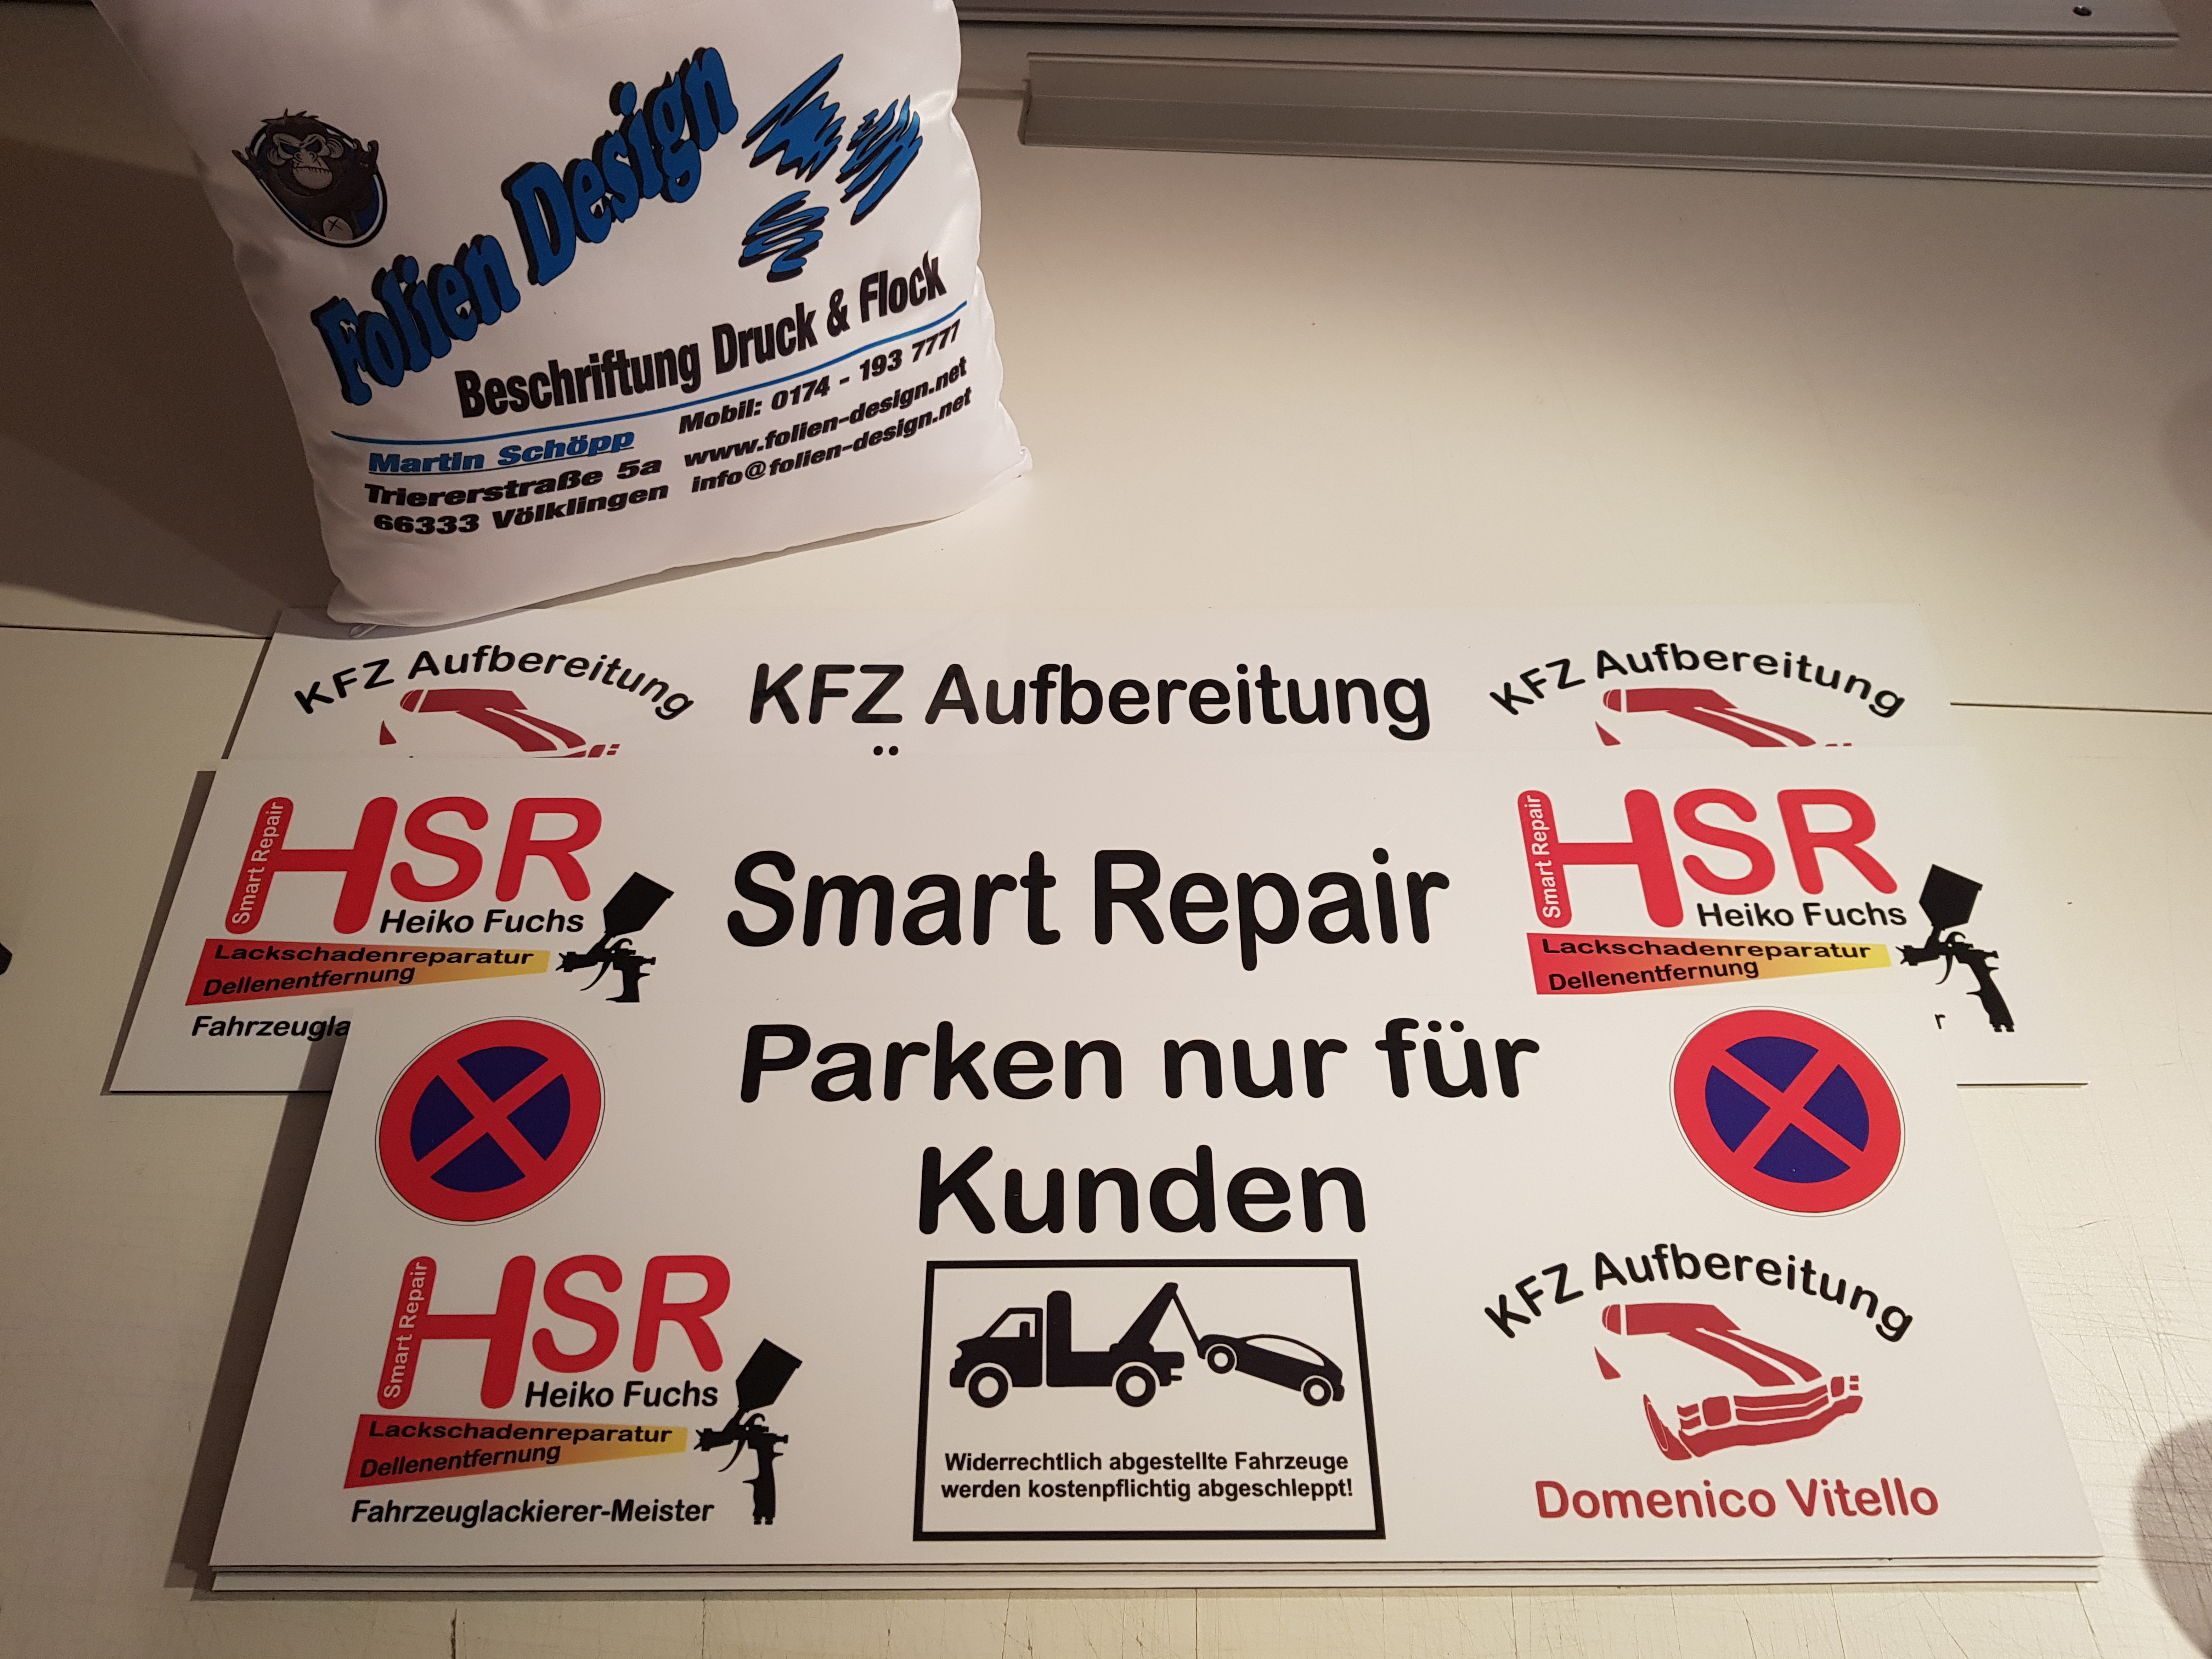 Folien Design
Beschriftung Druck & Flock
Martin Schöpp
Triererstraße 5a
66333 Völklingen
Mobil: 0174 - 193 7777
www.folien-design.net
info@folien-design.net
KFZ Aufbereitung
KFZ Aufbereitung
KFZ Aufbereitung
Smart Repair
HSR
Heiko Fuchs
Lackschadenreparatur
Dellenentfernung
Fahrzeugla
Smart Repair
Smart Repair
HSR
Heiko Fuchs
Lackschadenreparatur
Dellenentfernung
r
Parken nur für
Kunden
Smart Repair
HSR
Heiko Fuchs
Lackschadenreparatur
Dellenentfernung
Fahrzeuglackierer-Meister
Widerrechtlich abgestellte Fahrzeuge
werden kostenpflichtig abgeschleppt!
KFZ Aufbereitung
Domenico Vitello